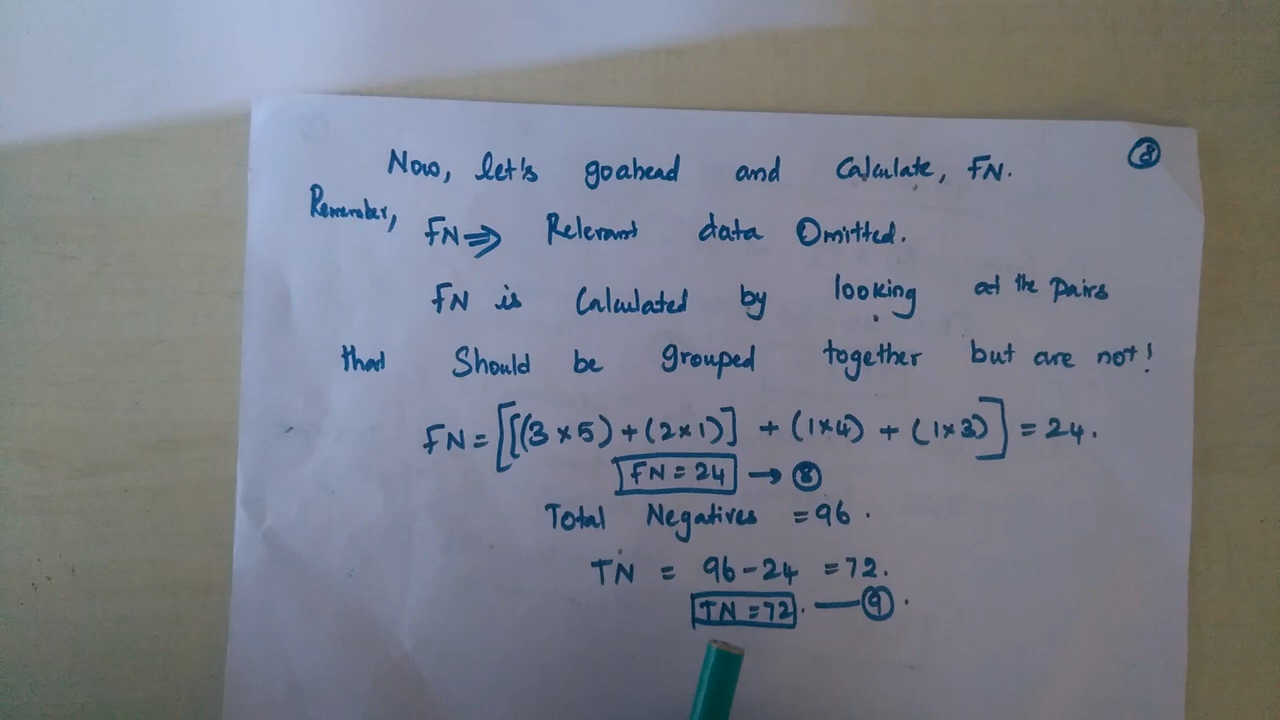 ⑧
Now, let's goahead and Calculate, FN.
Remember,
FN ⇒ Relevant data Omitted.
FN is Calculated by looking at the pairs
that Should be grouped together but are not!
FN = [[(3 × 5) + (2 × 1)] + (1 × 4) + (1 × 3)] = 24.
FN = 24 → ⑧
Total Negatives = 96.
TN = 96 - 24 = 72.
TN = 72. — ⑨.